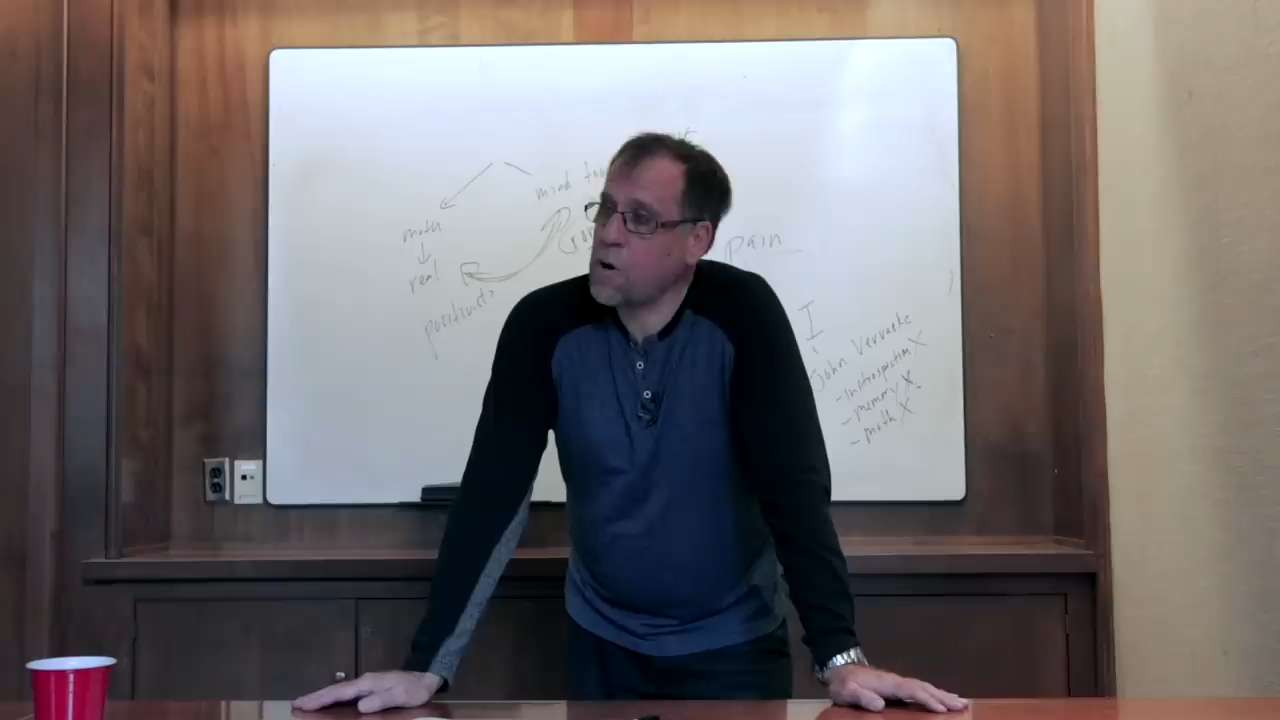 mind
math
real
pain
I
John Vervaeke
- introspection X
- memory X
- math X